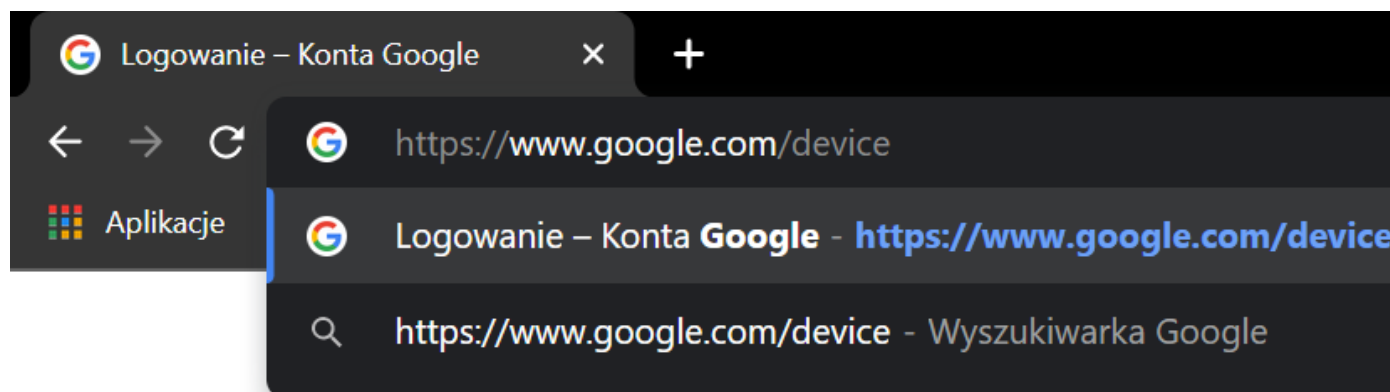 Logowanie – Konta Google
https://www.google.com/device
Aplikacje
Logowanie – Konta Google - https://www.google.com/device
https://www.google.com/device - Wyszukiwarka Google